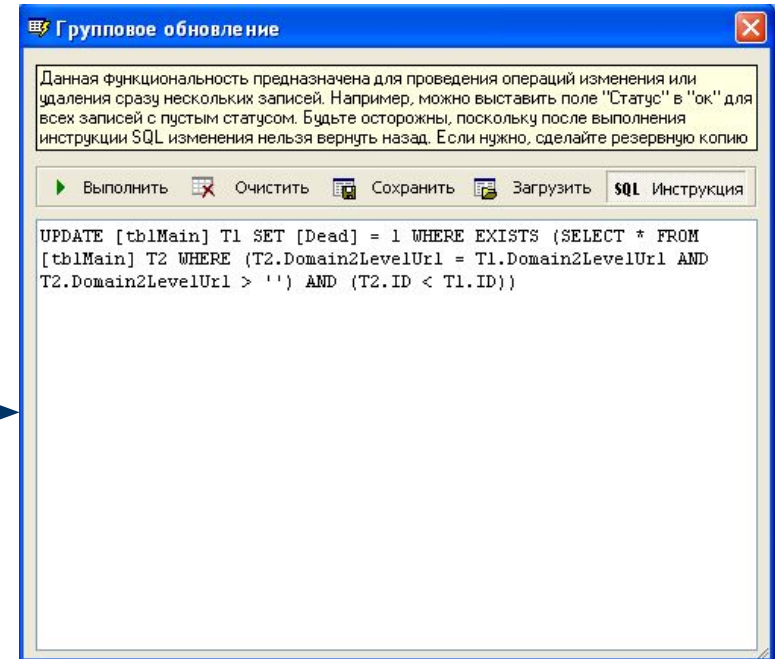 Групповое обновление
Данная функциональность предназначена для проведения операций изменения или
удаления сразу нескольких записей. Например, можно выставить поле "Статус" в "ок" для
всех записей с пустым статусом. Будьте осторожны, поскольку после выполнения
инструкции SQL изменения нельзя вернуть назад. Если нужно, сделайте резервную копию
Выполнить Очистить Сохранить Загрузить SQL Инструкция
UPDATE [tblMain] T1 SET [Dead] = 1 WHERE EXISTS (SELECT * FROM
[tblMain] T2 WHERE (T2.Domain2LevelUrl = T1.Domain2LevelUrl AND
T2.Domain2LevelUrl > '') AND (T2.ID < T1.ID))